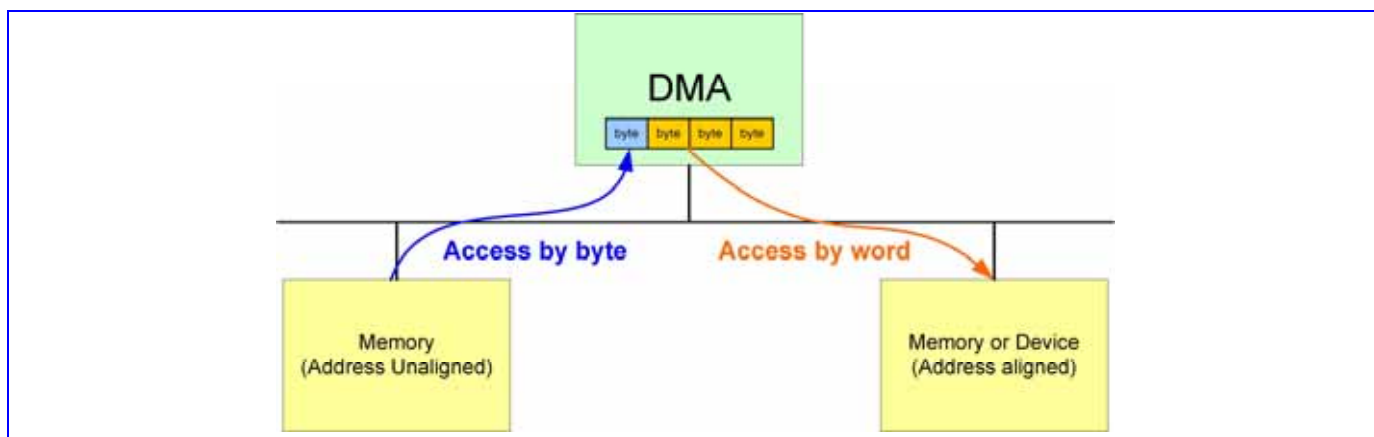 DMA
byte byte byte byte
Access by byte
Access by word
Memory
(Address Unaligned)
Memory or Device
(Address aligned)